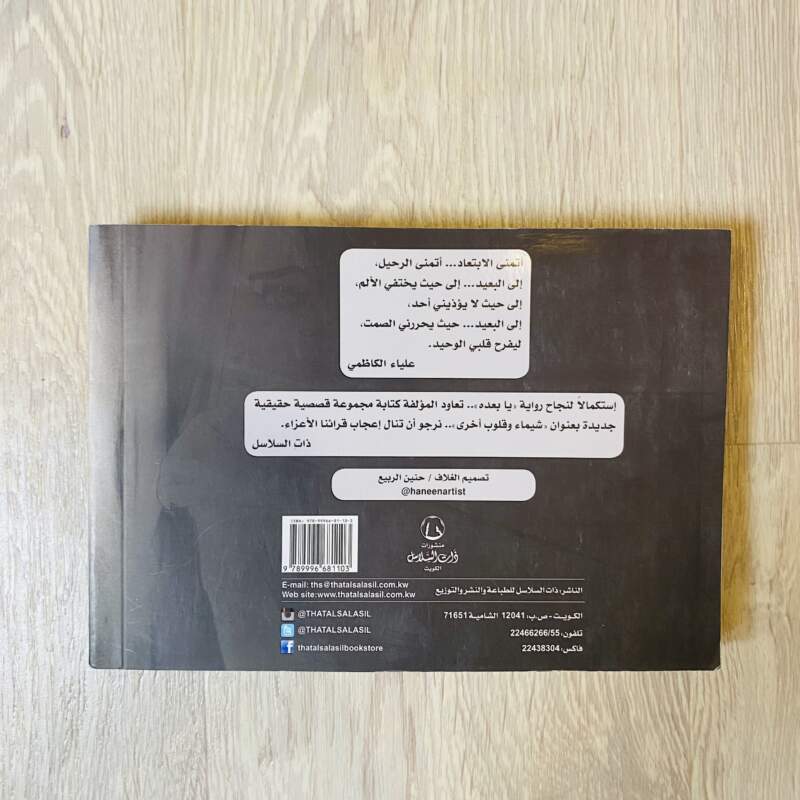 أتمنى الابتعاد... أتمنى الرحيل،
إلى البعيد... إلى حيث يختفي الألم،
إلى حيث لا يؤذيني أحد،
إلى البعيد... حيث يحررني الصمت،
ليفرح قلبي الوحيد.
علياء الكاظمي
إستكمالاً لنجاح رواية «يا بعده».. تعاود المؤلفة كتابة مجموعة قصصية حقيقية
جديدة بعنوان «شيماء وقلوب أخرى».. نرجو أن تنال إعجاب قرائنا الأعزاء.
ذات السلاسل
تصميم الغلاف / حنين الربيع
@haneenartist
منشورات
ذات السلاسل
الكويت
9 789996 681103
الناشر: ذات السلاسل للطباعة والنشر والتوزيع
E-mail: ths@thatalsalasil.com.kw
Web site:www.thatalsalasil.com.kw
الكويت - ص.ب: 12041 الشامية 71651
تلفون: 22466266/55
فاكس: 22438304
@THATALSALASIL
@THATALSALASIL
thatalsalasilbookstore